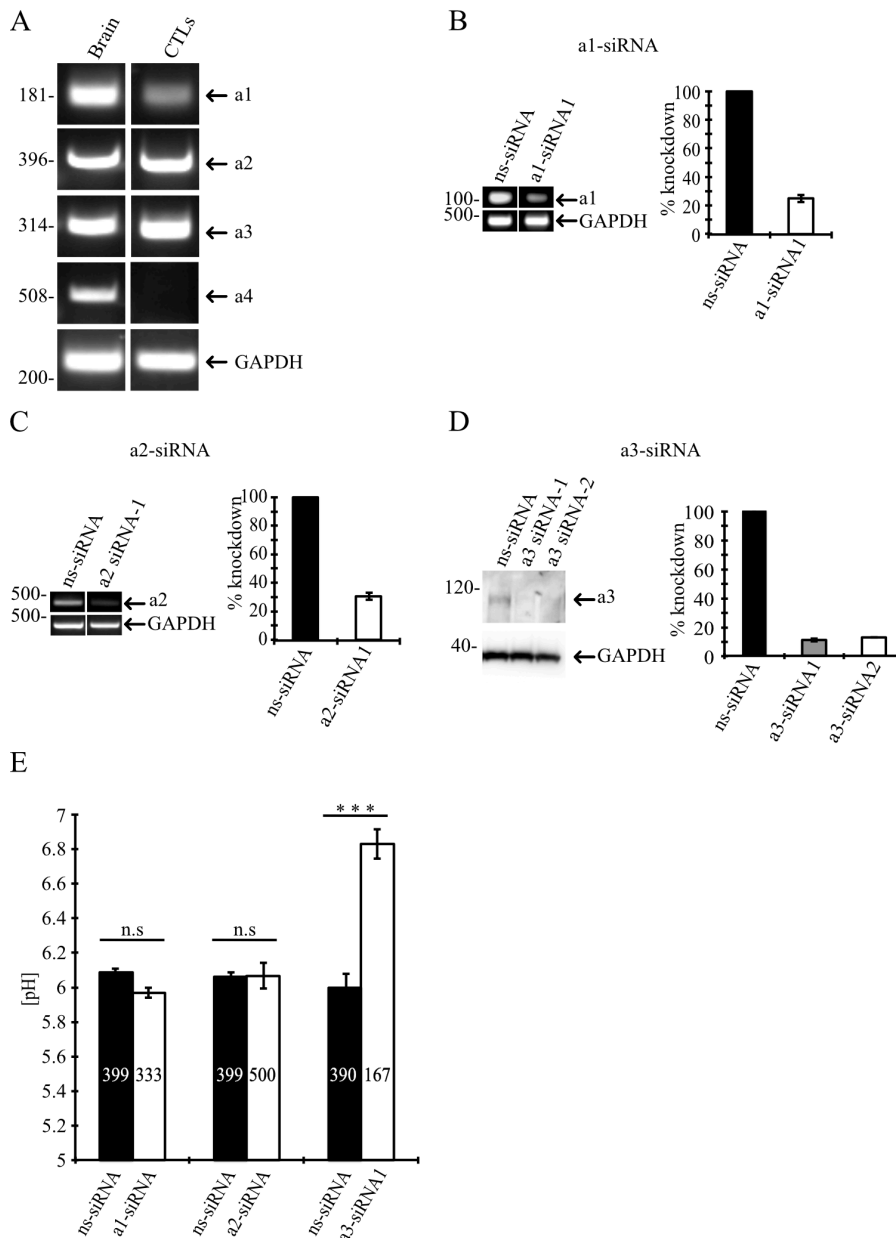 A
Brain
CTLs
181-
a1
396-
a2
314-
a3
508-
a4
GAPDH
200-
B
a1-siRNA
ns-siRNA
a1-siRNA1
100-
a1
500-
GAPDH
% knockdown
100
80
60
40
20
0
ns-siRNA
a1-siRNA1
C
a2-siRNA
ns-siRNA
a2 siRNA-1
500-
a2
500-
GAPDH
% knockdown
100
80
60
40
20
0
ns-siRNA
a2-siRNA1
D
a3-siRNA
ns-siRNA
a3 siRNA-1
a3 siRNA-2
120-
a3
40-
GAPDH
% knockdown
100
80
60
40
20
0
ns-siRNA
a3-siRNA1
a3-siRNA2
E
[pH]
7
6.8
6.6
6.4
6.2
6
5.8
5.6
5.4
5.2
5
n.s
n.s
* * *
399
333
399
500
390
167
ns-siRNA
a1-siRNA
ns-siRNA
a2-siRNA
ns-siRNA
a3-siRNA1